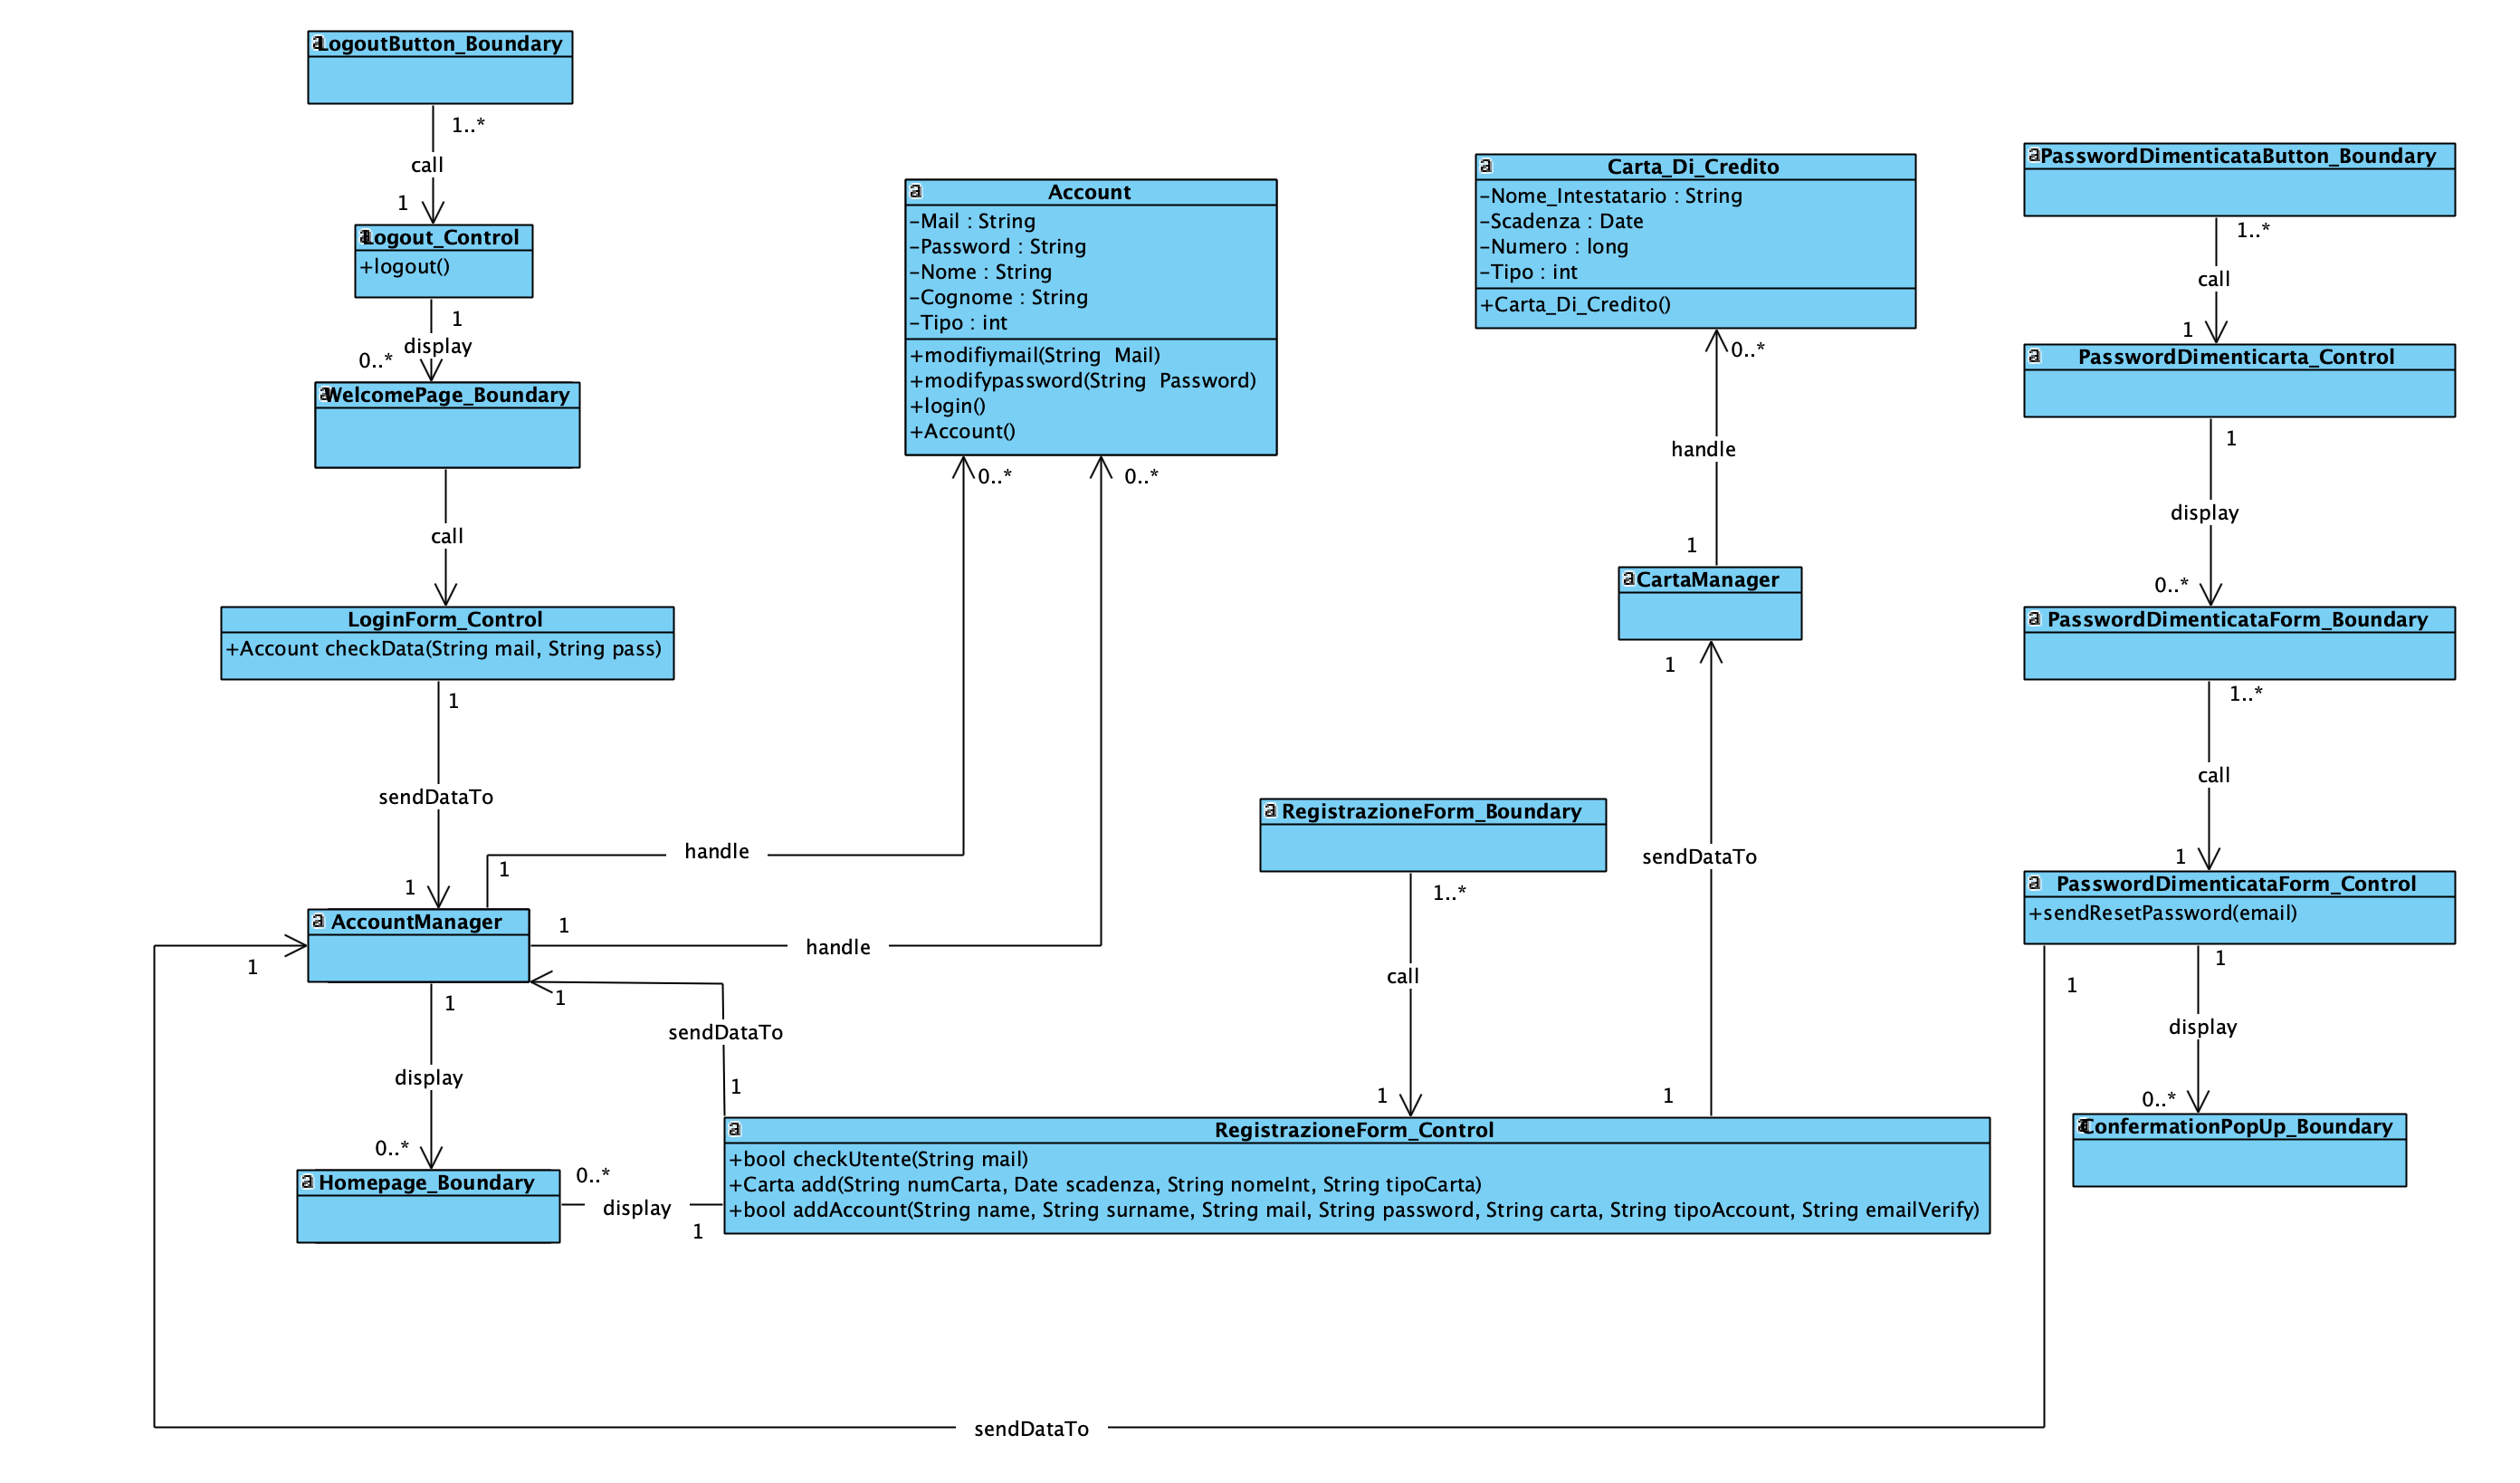 LogoutButton_Boundary
1..*
call
1
Logout_Control
+logout()
1
display
0..*
WelcomePage_Boundary
call
LoginForm_Control
+Account checkData(String mail, String pass)
1
sendDataTo
1
a AccountManager
1
handle
0..*
1
handle
0..*
1
1
display
0..*
a Homepage_Boundary
0..*
display
1
1
sendDataTo
1
a Account
-Mail : String
-Password : String
-Nome : String
-Cognome : String
-Tipo : int
+modifiymail(String Mail)
+modifypassword(String Password)
+login()
+Account()
a Carta_Di_Credito
-Nome_Intestatario : String
-Scadenza : Date
-Numero : long
-Tipo : int
+Carta_Di_Credito()
0..*
handle
1
a CartaManager
1
sendDataTo
1
a RegistrazioneForm_Boundary
1..*
call
1
a RegistrazioneForm_Control
+bool checkUtente(String mail)
+Carta add(String numCarta, Date scadenza, String nomeInt, String tipoCarta)
+bool addAccount(String name, String surname, String mail, String password, String carta, String tipoAccount, String emailVerify)
a PasswordDimenticataButton_Boundary
1..*
call
1
a PasswordDimenticarta_Control
1
display
0..*
a PasswordDimenticataForm_Boundary
1..*
call
1
a PasswordDimenticataForm_Control
+sendResetPassword(email)
1
1
display
0..*
ConfermationPopUp_Boundary
sendDataTo